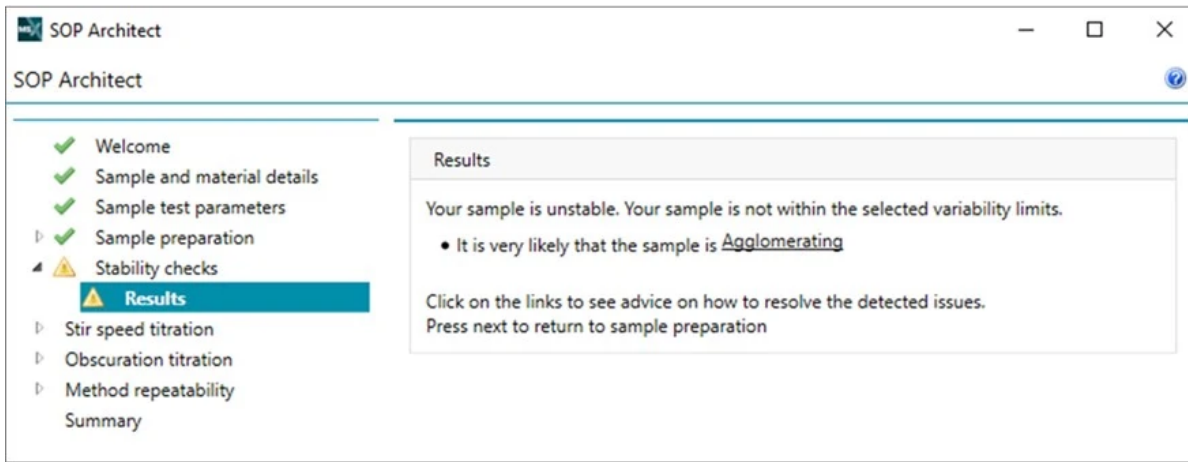 MSX SOP Architect
SOP Architect
Welcome
Sample and material details
Sample test parameters
Sample preparation
Stability checks
Results
Stir speed titration
Obscuration titration
Method repeatability
Summary
Results
Your sample is unstable. Your sample is not within the selected variability limits.
• It is very likely that the sample is Agglomerating
Click on the links to see advice on how to resolve the detected issues.
Press next to return to sample preparation